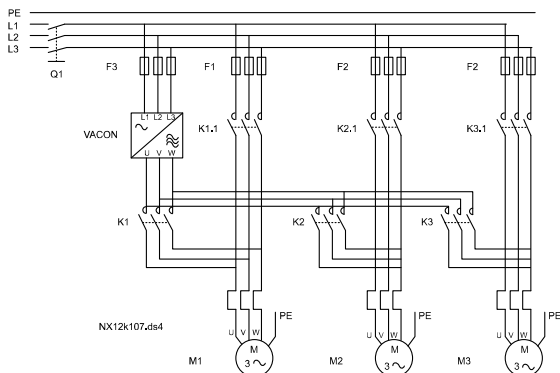 PE
L1
L2
L3
Q1
F3
F1
F2
F2
L1 L2 L3
VACON
U V W
K1.1
K2.1
K3.1
K1
K2
K3
PE
PE
PE
NX12k107.ds4
U V W
U V W
U V W
M1
M
3
M2
M
3
M3
M
3